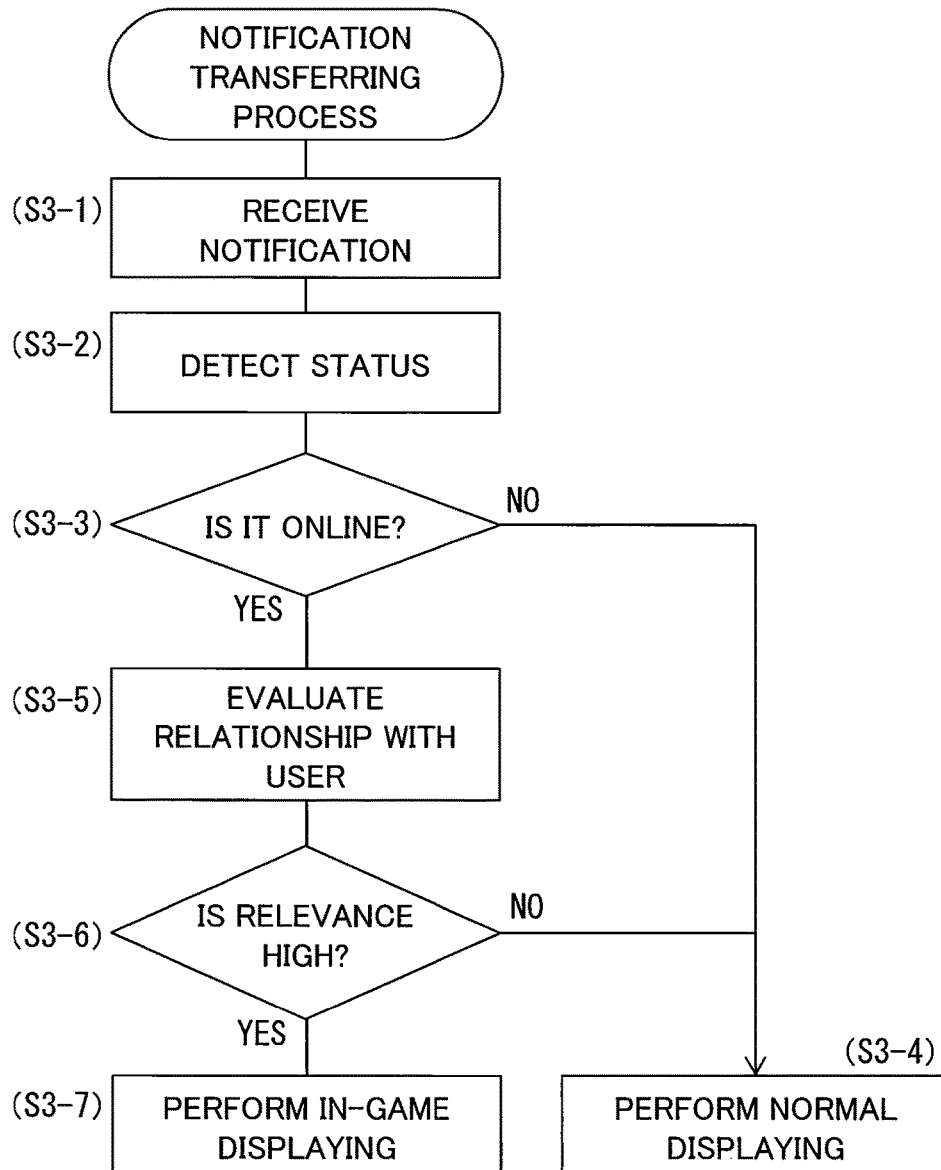 NOTIFICATION
TRANSFERRING
PROCESS
(S3-1)
RECEIVE
NOTIFICATION
(S3-2)
DETECT STATUS
(S3-3)
IS IT ONLINE?
NO
YES
(S3-5)
EVALUATE
RELATIONSHIP WITH
USER
(S3-6)
IS RELEVANCE
HIGH?
NO
YES
(S3-7)
PERFORM IN-GAME
DISPLAYING
(S3-4)
PERFORM NORMAL
DISPLAYING